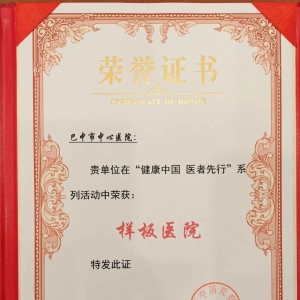 荣誉证书
CERTIFICATE OF HONOR
巴中市中心医院:
贵单位在“健康中国 医者先行”系
列活动中荣获:
样板医院
特发此证